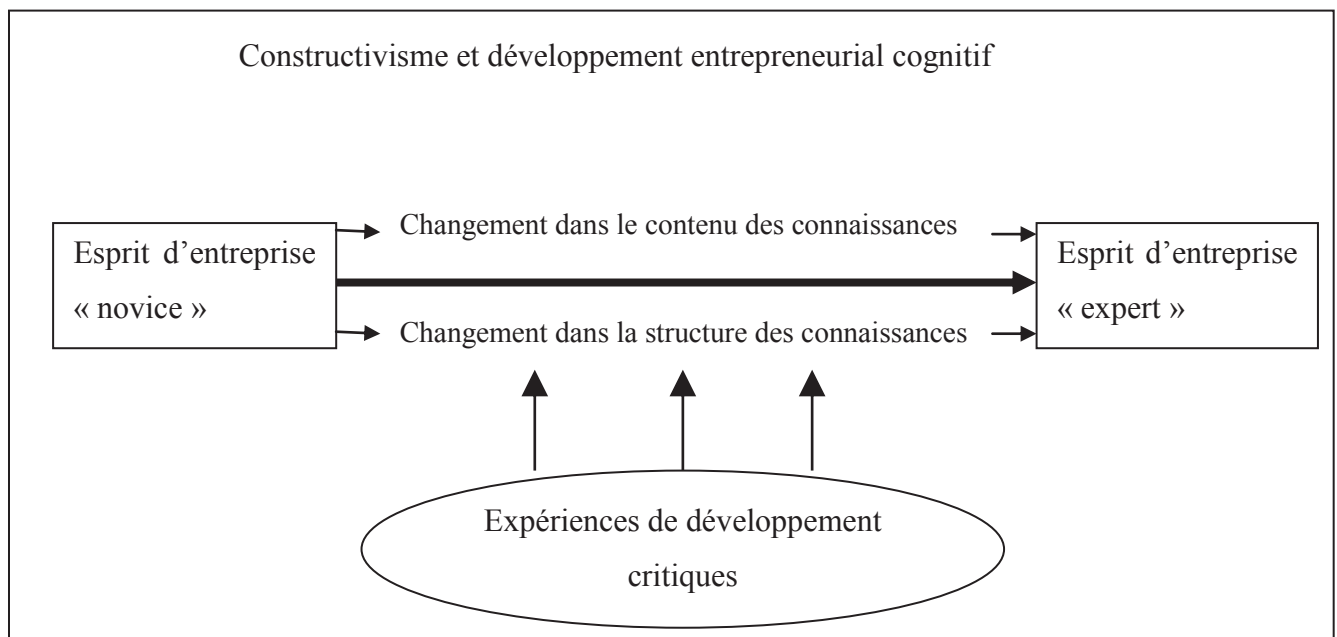 Constructivisme et développement entrepreneurial cognitif
Changement dans le contenu des connaissances
Esprit d’entreprise
« novice »
Esprit d’entreprise
« expert »
Changement dans la structure des connaissances
Expériences de développement
critiques